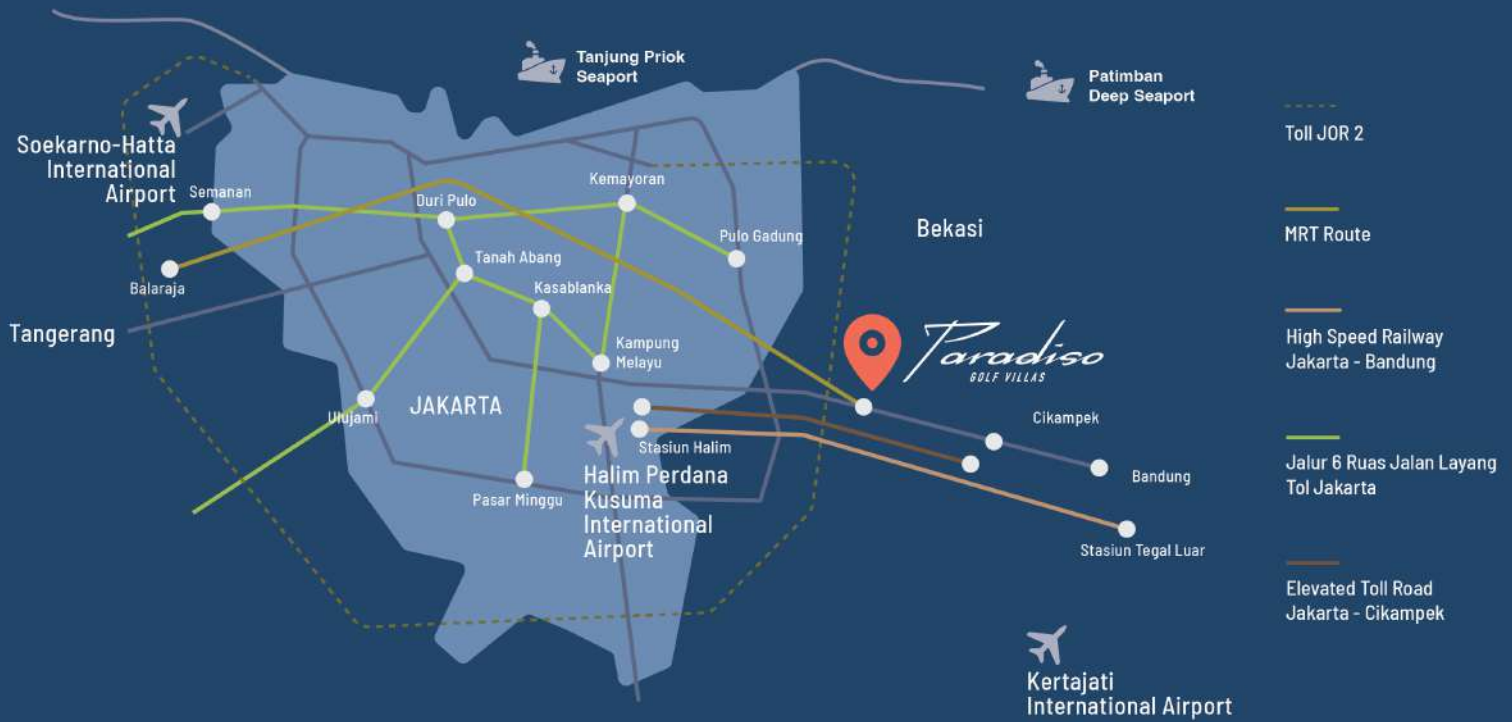 Tanjung Priok
Seaport
Patimban
Deep Seaport
Soekarno-Hatta
International
Airport
Semanan
Duri Pulo
Kemayoran
Pulo Gadung
Tanah Abang
Balaraja
Kasablanka
Tangerang
Kampung
Melayu
Bekasi
Paradiso
GOLF VILLAS
JAKARTA
Ulujami
Stasiun Halim
Cikampek
Bandung
Pasar Minggu
Halim Perdana
Kusuma
International
Airport
Stasiun Tegal Luar
Kertajati
International Airport
Toll JOR 2
MRT Route
High Speed Railway
Jakarta - Bandung
Jalur 6 Ruas Jalan Layang
Tol Jakarta
Elevated Toll Road
Jakarta - Cikampek